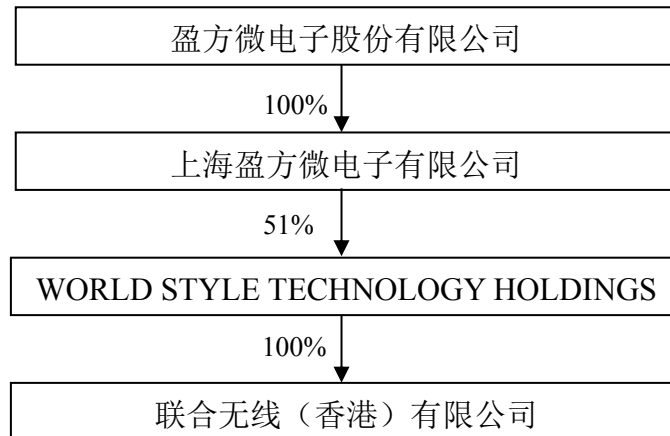 盈方微电子股份有限公司
100%
上海盈方微电子有限公司
51%
WORLD STYLE TECHNOLOGY HOLDINGS
100%
联合无线（香港）有限公司